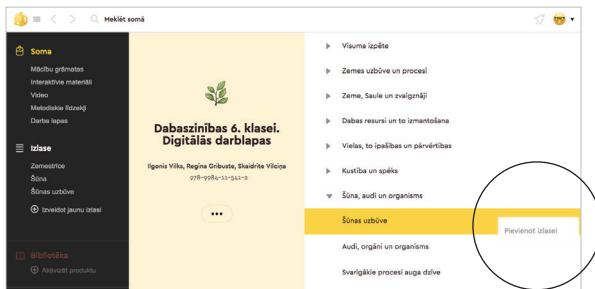 Meklēt somā
Soma
Mācību grāmatas
Interaktīvie materiāli
Video
Metodiskie līdzekļi
Darba lapas
Izlase
Zemestrīce
Šūna
Šūnas uzbūve
Izveidot jaunu izlasi
Bibliotēka
Aktivizēt produktu
Dabaszinības 6. klasei.
Digitālās darblapas
Ilgonis Vilks, Regīna Gribuste, Skaidrīte Vilciņa
978-9984-11-541-2
Visuma izpēte
Zemes uzbūve un procesi
Zeme, Saule un zvaigznāji
Dabas resursi un to izmantošana
Vielas, to īpašības un pārvērtības
Kustība un spēks
Šūna, audi un organisms
Šūnas uzbūve
Pievienot izlasei
Audi, orgāni un organisms
Svarīgākie procesi auga dzīve